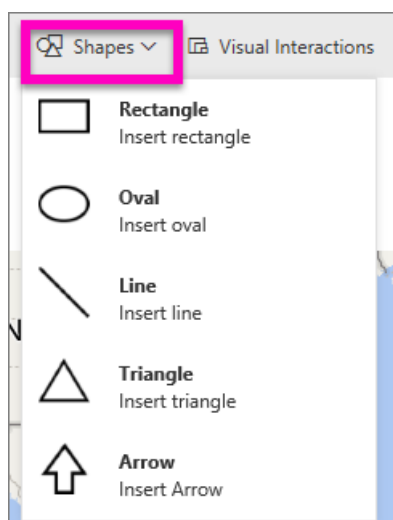 Shapes
Visual Interactions
Rectangle
Insert rectangle
Oval
Insert oval
Line
Insert line
N
Triangle
Insert triangle
Arrow
Insert Arrow